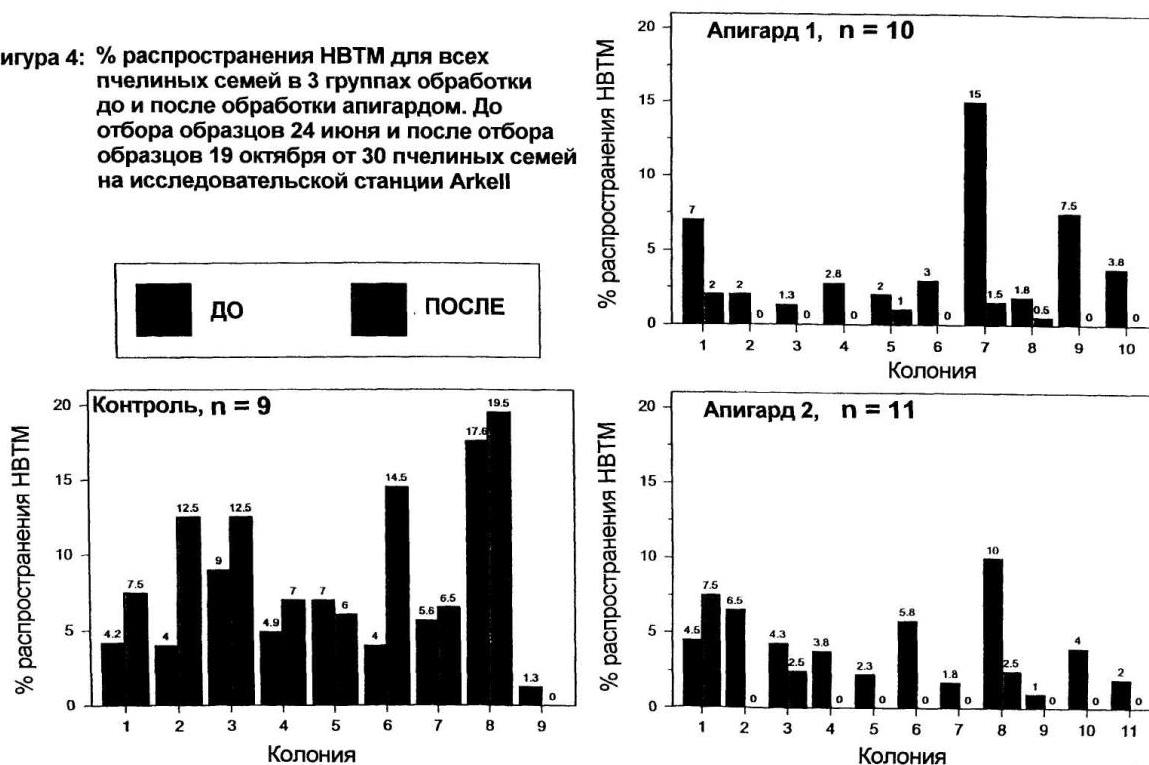 игура 4: % распространения НВТМ для всех
пчелиных семей в 3 группах обработки
до и после обработки апигардом. До
отбора образцов 24 июня и после отбора
образцов 19 октября от 30 пчелиных семей
на исследовательской станции Arkell
ДО ПОСЛЕ
Апигард 1, n = 10
% распространения НВТМ
20
15
10
5
0
7 2 2 0 1.3 0 2.8 0 2 1 3 0 15 1.5 1.8 0.5 7.5 0 3.8 0
1 2 3 4 5 6 7 8 9 10
Колония
Контроль, n = 9
% распространения НВТМ
20
15
10
5
0
4.2 7.5 4 12.5 9 12.5 4.9 7 7 6 4 14.5 5.6 6.5 17.6 19.5 1.3 0
1 2 3 4 5 6 7 8 9
Колония
Апигард 2, n = 11
% распространения НВТМ
20
15
10
5
0
4.5 7.5 6.5 0 4.3 2.5 3.8 0 2.3 0 5.8 0 1.8 0 10 2.5 1 0 4 0 2 0
1 2 3 4 5 6 7 8 9 10 11
Колония